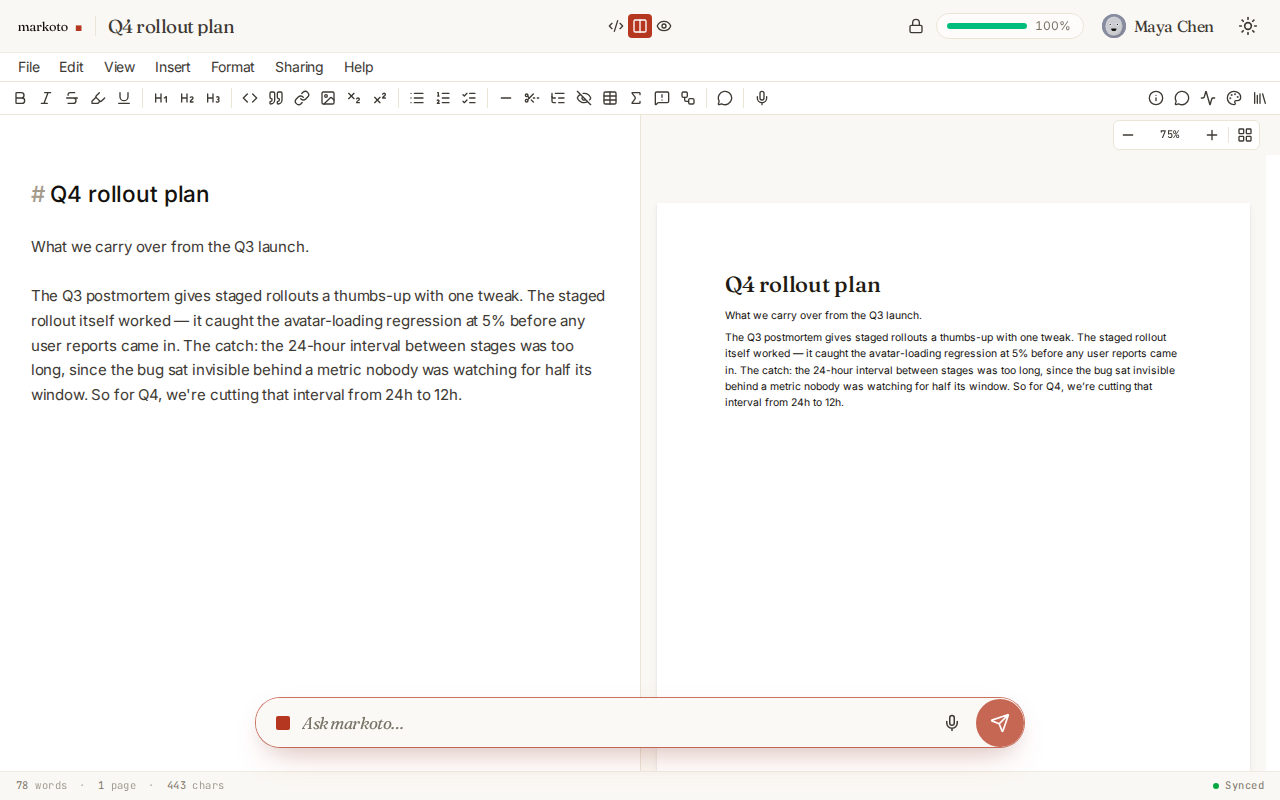 markoto
Q4 rollout plan
100%
Maya Chen
File Edit View Insert Format Sharing Help
H1 H2 H3
75%
# Q4 rollout plan
What we carry over from the Q3 launch.
The Q3 postmortem gives staged rollouts a thumbs-up with one tweak. The staged
rollout itself worked — it caught the avatar-loading regression at 5% before any
user reports came in. The catch: the 24-hour interval between stages was too
long, since the bug sat invisible behind a metric nobody was watching for half its
window. So for Q4, we're cutting that interval from 24h to 12h.
Q4 rollout plan
What we carry over from the Q3 launch.
The Q3 postmortem gives staged rollouts a thumbs-up with one tweak. The staged rollout
itself worked — it caught the avatar-loading regression at 5% before any user reports came
in. The catch: the 24-hour interval between stages was too long, since the bug sat invisible
behind a metric nobody was watching for half its window. So for Q4, we're cutting that
interval from 24h to 12h.
Ask markoto...
78 words · 1 page · 443 chars
Synced